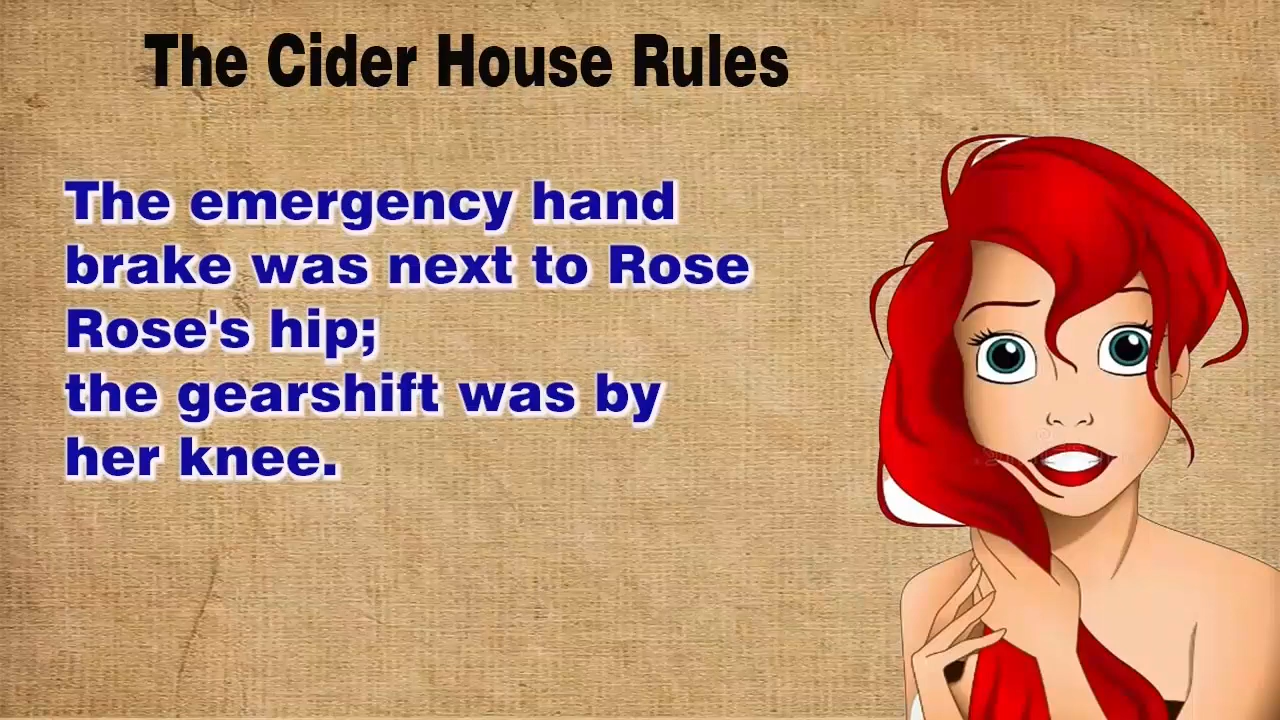 The Cider House Rules
The emergency hand
brake was next to Rose
Rose's hip;
the gearshift was by
her knee.